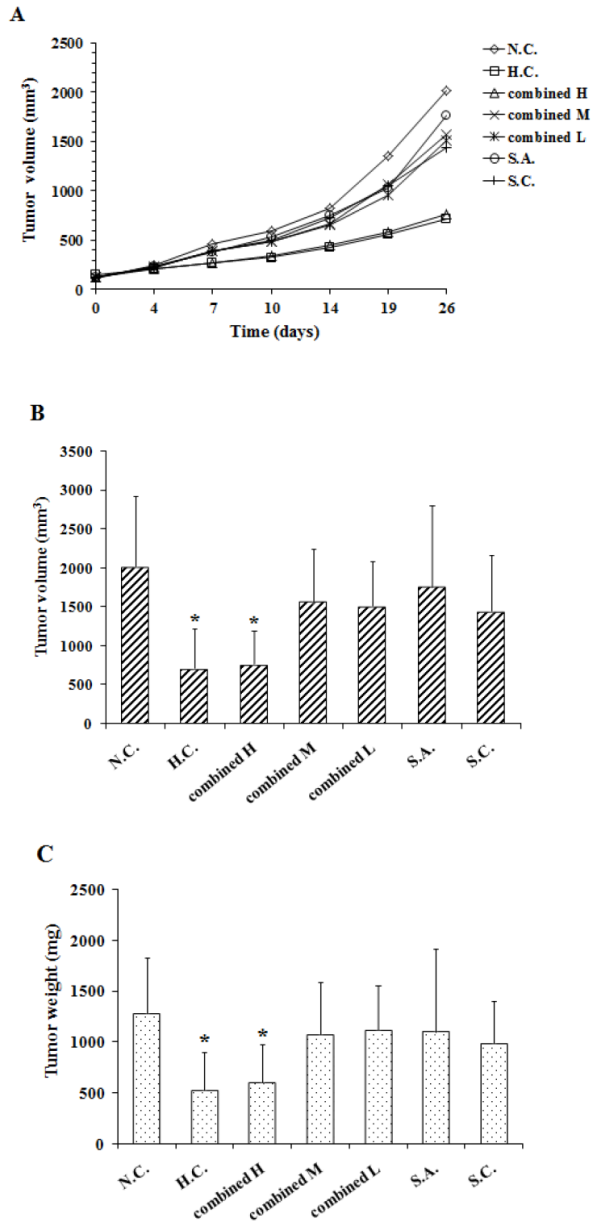 A
Tumor volume (mm³)
2500
2000
1500
1000
500
0
0 4 7 10 14 19 26
Time (days)
N.C.
H.C.
combined H
combined M
combined L
S.A.
S.C.
B
Tumor volume (mm³)
3500
3000
2500
2000
1500
1000
500
0
* *
N.C. H.C. combined H combined M combined L S.A. S.C.
C
Tumor weight (mg)
2500
2000
1500
1000
500
0
* *
N.C. H.C. combined H combined M combined L S.A. S.C.